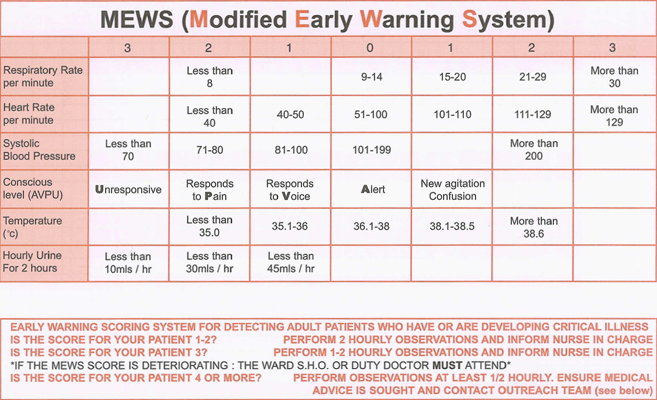 MEWS (Modified Early Warning System)
3 2 1 0 1 2 3
Respiratory Rate per minute Less than 8 9-14 15-20 21-29 More than 30
Heart Rate per minute Less than 40 40-50 51-100 101-110 111-129 More than 129
Systolic Blood Pressure Less than 70 71-80 81-100 101-199 More than 200
Conscious level (AVPU) Unresponsive Responds to Pain Responds to Voice Alert New agitation Confusion
Temperature (°c) Less than 35.0 35.1-36 36.1-38 38.1-38.5 More than 38.6
Hourly Urine For 2 hours Less than 10mls / hr Less than 30mls / hr Less than 45mls / hr
EARLY WARNING SCORING SYSTEM FOR DETECTING ADULT PATIENTS WHO HAVE OR ARE DEVELOPING CRITICAL ILLNESS
IS THE SCORE FOR YOUR PATIENT 1-2? PERFORM 2 HOURLY OBSERVATIONS AND INFORM NURSE IN CHARGE
IS THE SCORE FOR YOUR PATIENT 3? PERFORM 1-2 HOURLY OBSERVATIONS AND INFORM NURSE IN CHARGE
*IF THE MEWS SCORE IS DETERIORATING : THE WARD S.H.O. OR DUTY DOCTOR MUST ATTEND*
IS THE SCORE FOR YOUR PATIENT 4 OR MORE? PERFORM OBSERVATIONS AT LEAST 1/2 HOURLY. ENSURE MEDICAL
ADVICE IS SOUGHT AND CONTACT OUTREACH TEAM (see below)